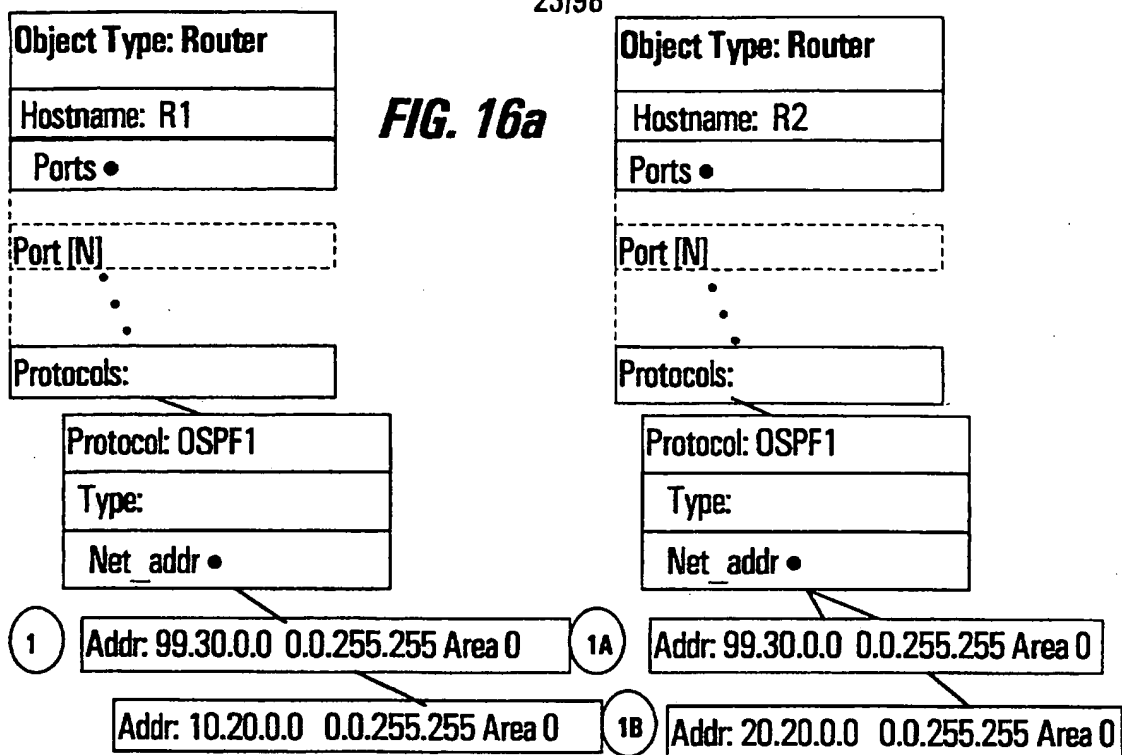 23/98
Object Type: Router
Hostname: R1
Ports
Port [N]
Protocols:
Protocol: OSPF1
Type:
Net_addr
1
Addr: 99.30.0.0 0.0.255.255 Area 0
Addr: 10.20.0.0 0.0.255.255 Area 0
FIG. 16a
Object Type: Router
Hostname: R2
Ports
Port [N]
Protocols:
Protocol: OSPF1
Type:
Net_addr
1A
Addr: 99.30.0.0 0.0.255.255 Area 0
1B
Addr: 20.20.0.0 0.0.255.255 Area 0